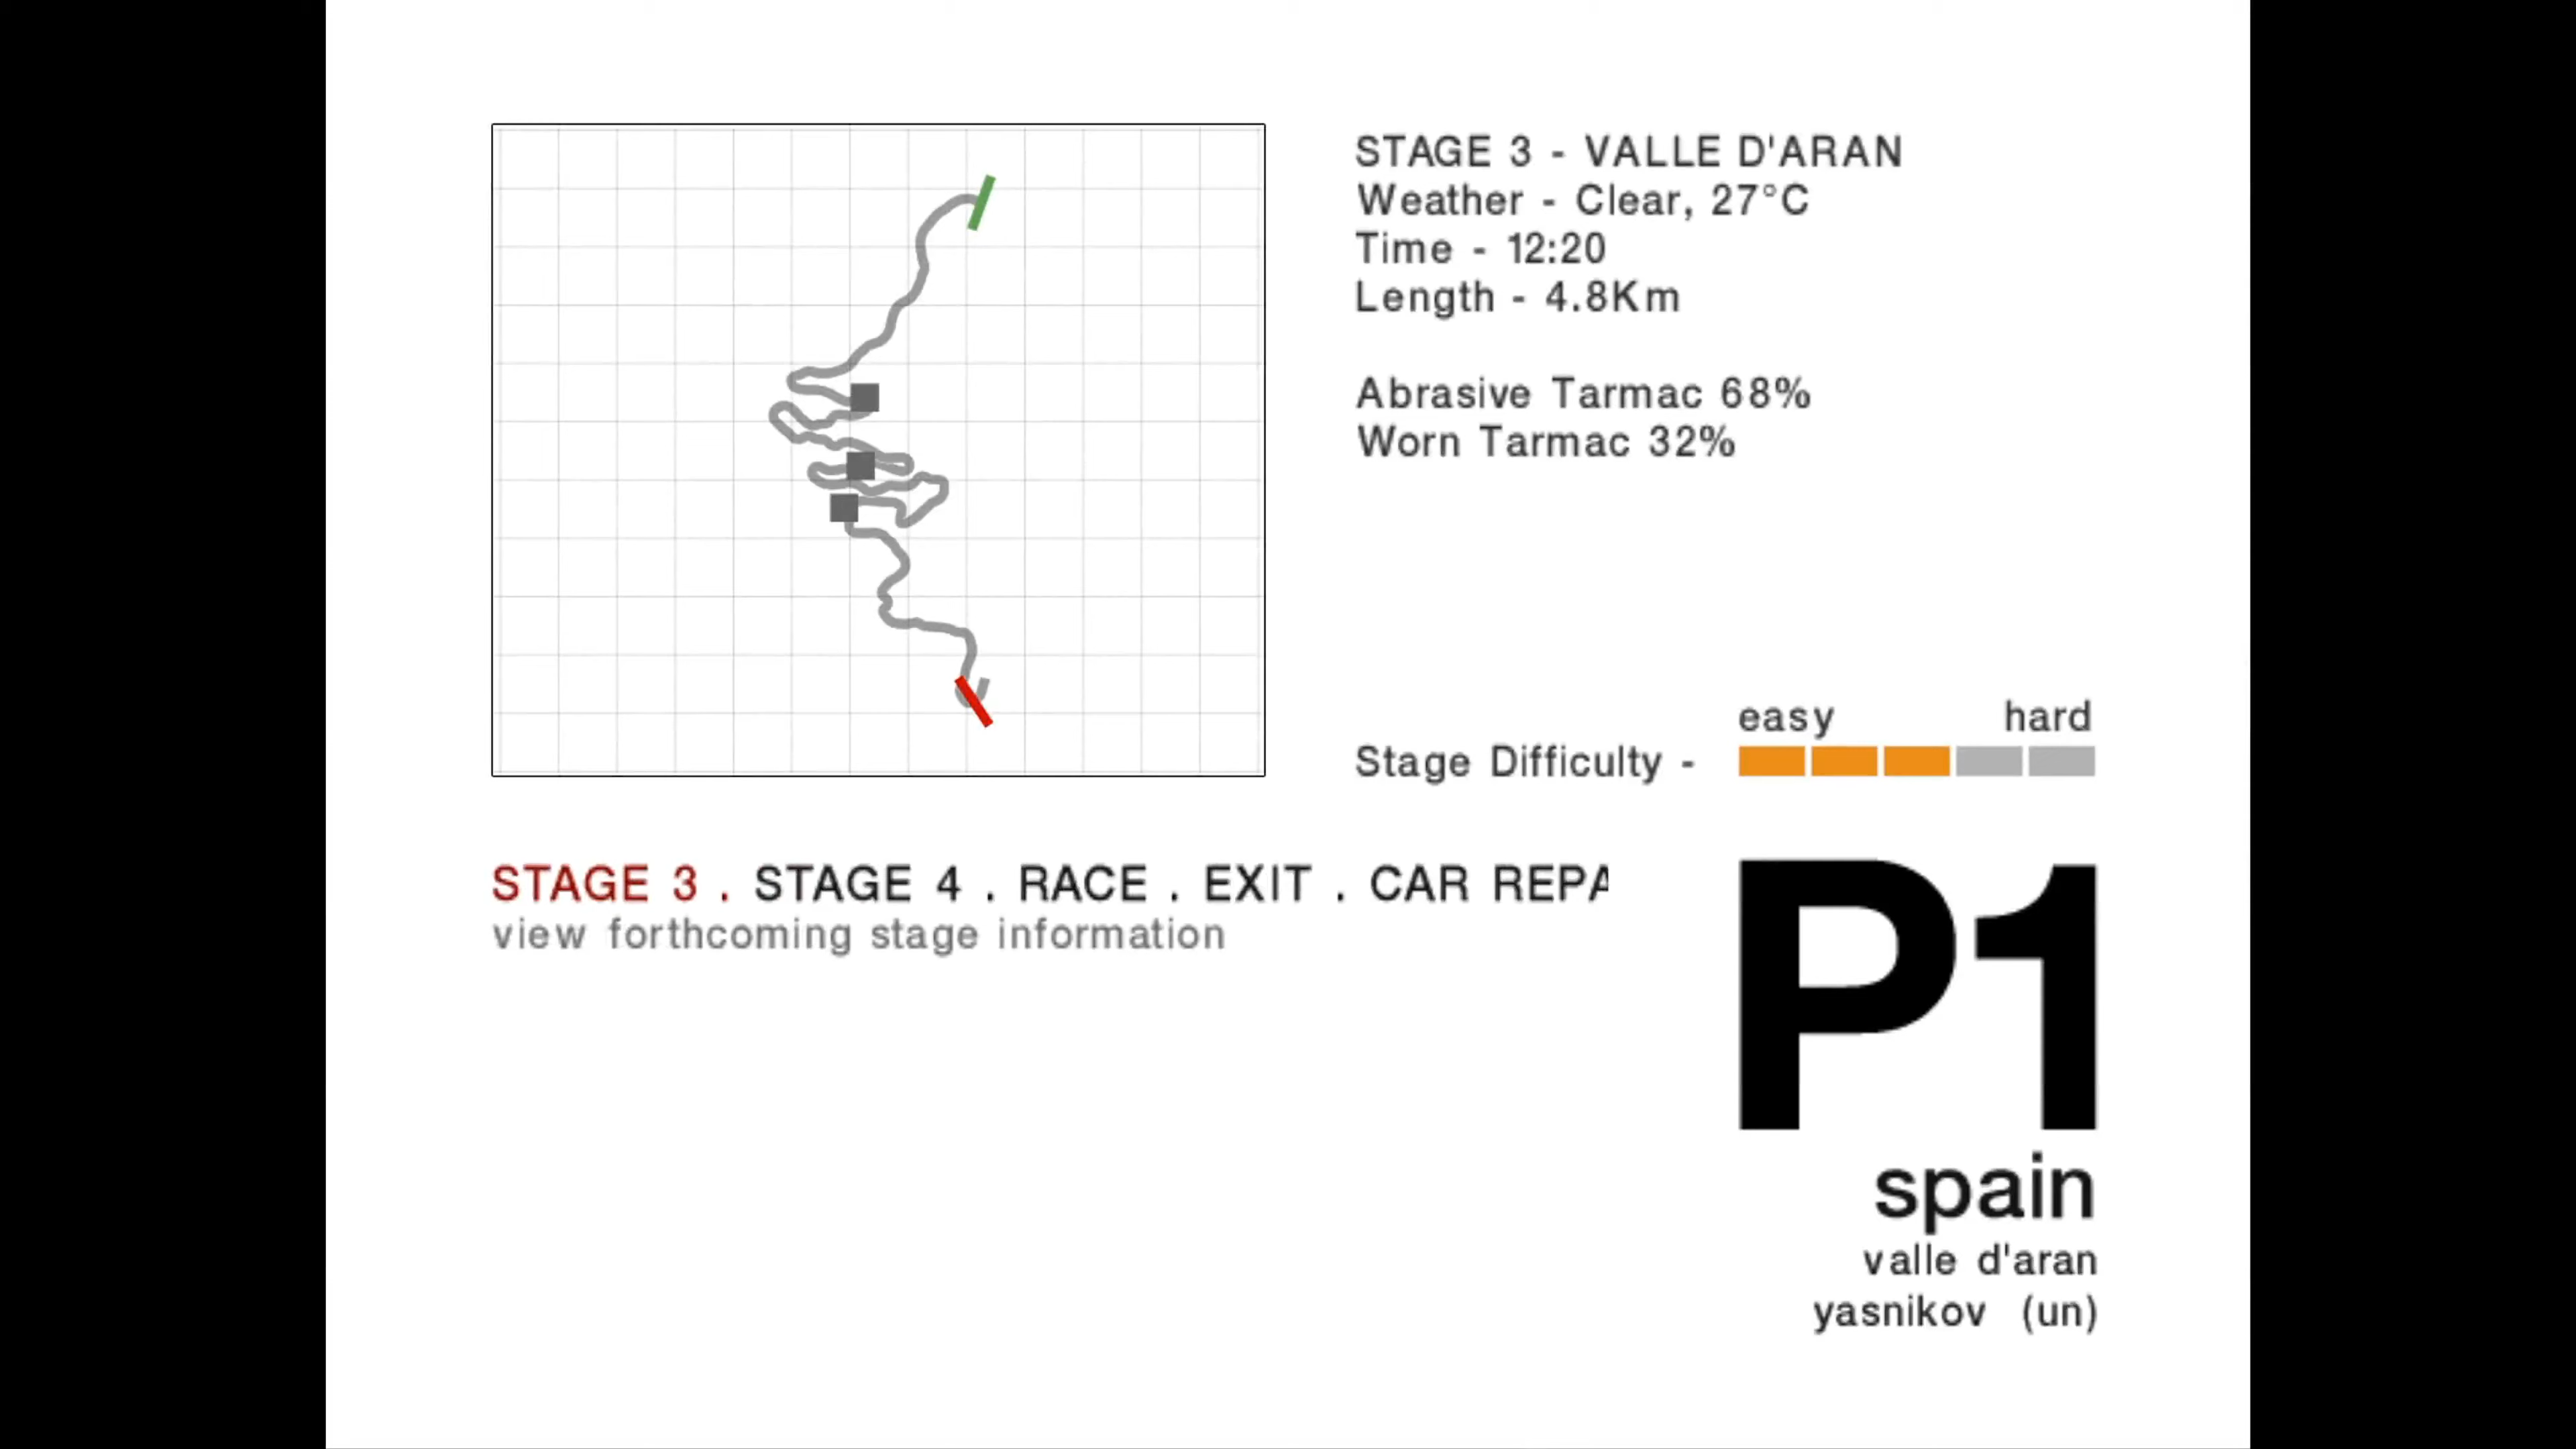 STAGE 3 - VALLE D'ARAN
Weather - Clear, 27°C
Time - 12:20
Length - 4.8Km
Abrasive Tarmac 68%
Worn Tarmac 32%
easy hard
Stage Difficulty -
STAGE 3 . STAGE 4 . RACE . EXIT . CAR REPA
view forthcoming stage information
P1
spain
valle d'aran
yasnikov (un)